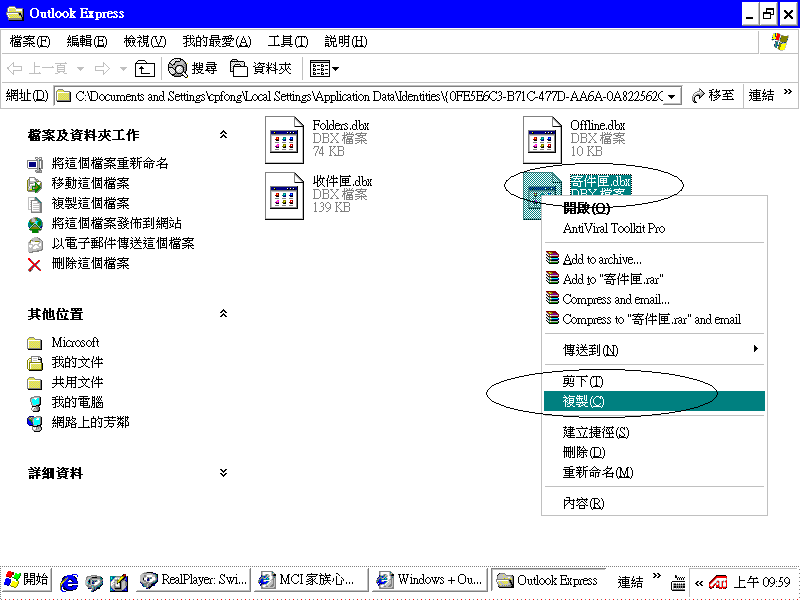 Outlook Express
檔案(F) 編輯(E) 檢視(V) 我的最愛(A) 工具(T) 說明(H)
上一頁 搜尋 資料夾
網址(D) C:\Documents and Settings\cpfong\Local Settings\Application Data\Identities\{0FE5E6C3-B71C-477D-AA6A-0A822562C 移至 連結 »
檔案及資料夾工作
將這個檔案重新命名
移動這個檔案
複製這個檔案
將這個檔案發佈到網站
以電子郵件傳送這個檔案
刪除這個檔案
其他位置
Microsoft
我的文件
共用文件
我的電腦
網路上的芳鄰
詳細資料
Folders.dbx
DBX 檔案
74 KB
Offline.dbx
DBX 檔案
10 KB
收件匣.dbx
DBX 檔案
139 KB
寄件匣.dbx
DBX 檔案
開啟(O)
AntiViral Toolkit Pro
Add to archive...
Add to "寄件匣.rar"
Compress and email...
Compress to "寄件匣.rar" and email
傳送到(N)
剪下(T)
複製(C)
建立捷徑(S)
刪除(D)
重新命名(M)
內容(R)
開始 RealPlayer: Swi... MCI 家族心... Windows + Ou... Outlook Express 連結 » « 上午 09:59